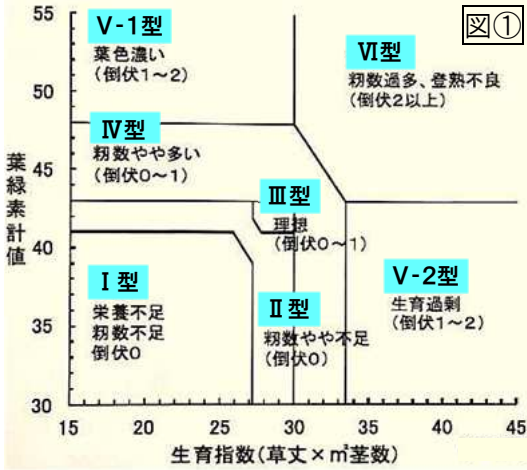 図①
55
50
45
40
35
30
葉緑素計値
Ⅴ-1型
葉色濃い
(倒伏1～2)
Ⅵ型
籾数過多、登熟不良
(倒伏2以上)
Ⅳ型
籾数やや多い
(倒伏0～1)
Ⅲ型
理想
(倒伏0～1)
Ⅰ型
栄養不足
籾数不足
倒伏0
Ⅱ型
籾数やや不足
(倒伏0)
Ⅴ-2型
生育過剰
(倒伏1～2)
15 20 25 30 35 40 45
生育指数(草丈×㎡茎数)